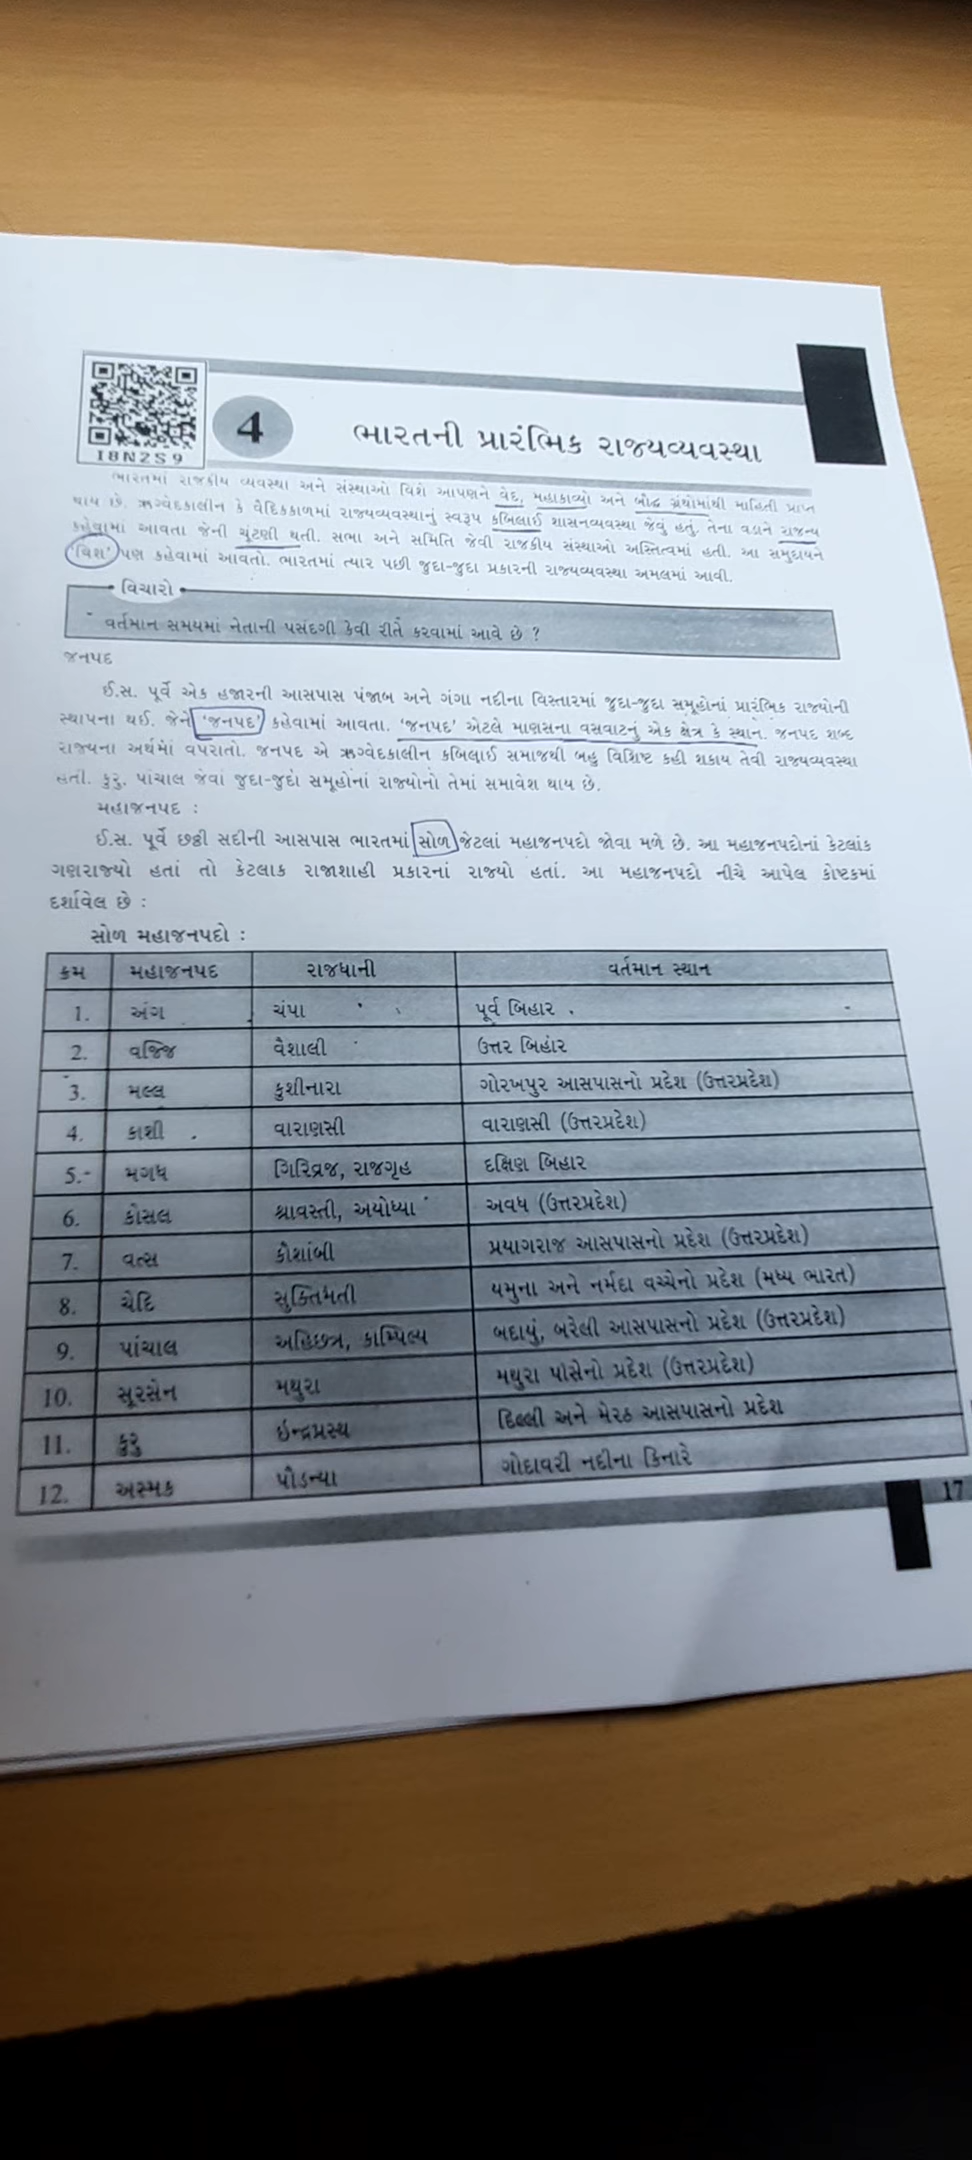 I8N2S9
4
ભારતની પ્રારંભિક રાજ્યવ્યવસ્થા
ભારતમાં રાજકીય વ્યવસ્થા અને સંસ્થાઓ વિશે આપણને વેદ, મહાકાવ્યો અને બૌદ્ધ ગ્રંથોમાંથી માહિતી પ્રાપ્ત
થાય છે. ઋગ્વેદકાલીન કે વૈદિકકાળમાં રાજ્યવ્યવસ્થાનું સ્વરૂપ કબિલાઈ શાસનવ્યવસ્થા જેવું હતું. તેના વડાને રાજન્ય
કહેવામાં આવતા જેની ચૂંટણી થતી. સભા અને સમિતિ જેવી રાજકીય સંસ્થાઓ અસ્તિત્વમાં હતી. આ સમુદાયને
'વિશ' પણ કહેવામાં આવતો. ભારતમાં ત્યાર પછી જુદા-જુદા પ્રકારની રાજ્યવ્યવસ્થા અમલમાં આવી.
વિચારો
વર્તમાન સમયમાં નેતાની પસંદગી કેવી રીતે કરવામાં આવે છે ?
જનપદ
ઈ.સ. પૂર્વે એક હજારની આસપાસ પંજાબ અને ગંગા નદીના વિસ્તારમાં જુદા-જુદા સમૂહોનાં પ્રારંભિક રાજ્યોની
સ્થાપના થઈ. જેને 'જનપદ' કહેવામાં આવતા. 'જનપદ' એટલે માણસના વસવાટનું એક ક્ષેત્ર કે સ્થાન. જનપદ શબ્દ
રાજ્યના અર્થમાં વપરાતો. જનપદ એ ઋગ્વેદકાલીન કબિલાઈ સમાજથી બહુ વિશિષ્ટ કહી શકાય તેવી રાજ્યવ્યવસ્થા
હતી. કુરુ, પાંચાલ જેવાં જુદા-જુદાં સમૂહોનાં રાજ્યોનો તેમાં સમાવેશ થાય છે.
મહાજનપદ :
ઈ.સ. પૂર્વે છઠ્ઠી સદીની આસપાસ ભારતમાં સોળ જેટલાં મહાજનપદો જોવા મળે છે. આ મહાજનપદોનાં કેટલાંક
ગણરાજ્યો હતાં તો કેટલાક રાજાશાહી પ્રકારનાં રાજ્યો હતાં. આ મહાજનપદો નીચે આપેલ કોષ્ટકમાં
દર્શાવેલ છે :
સોળ મહાજનપદો :
ક્રમ મહાજનપદ રાજધાની વર્તમાન સ્થાન
1. અંગ ચંપા પૂર્વ બિહાર
2. વજ્જિ વૈશાલી ઉત્તર બિહાર
3. મલ્લ કુશીનારા ગોરખપુર આસપાસનો પ્રદેશ (ઉત્તરપ્રદેશ)
4. કાશી વારાણસી વારાણસી (ઉત્તરપ્રદેશ)
5. મગધ ગિરિવ્રજ, રાજગૃહ દક્ષિણ બિહાર
6. કોસલ શ્રાવસ્તી, અયોધ્યા અવધ (ઉત્તરપ્રદેશ)
7. વત્સ કૌશાંબી પ્રયાગરાજ આસપાસનો પ્રદેશ (ઉત્તરપ્રદેશ)
8. ચેદિ સુક્તિમતી યમુના અને નર્મદા વચ્ચેનો પ્રદેશ (મધ્ય ભારત)
9. પાંચાલ અહિછત્ર, કામ્પિલ્ય બદાયું, બરેલી આસપાસનો પ્રદેશ (ઉત્તરપ્રદેશ)
10. સૂરસેન મથુરા મથુરા પાસેનો પ્રદેશ (ઉત્તરપ્રદેશ)
11. કુરુ ઇન્દ્રપ્રસ્થ દિલ્લી અને મેરઠ આસપાસનો પ્રદેશ
12. અસ્મક પોડન્યા ગોદાવરી નદીના કિનારે
17